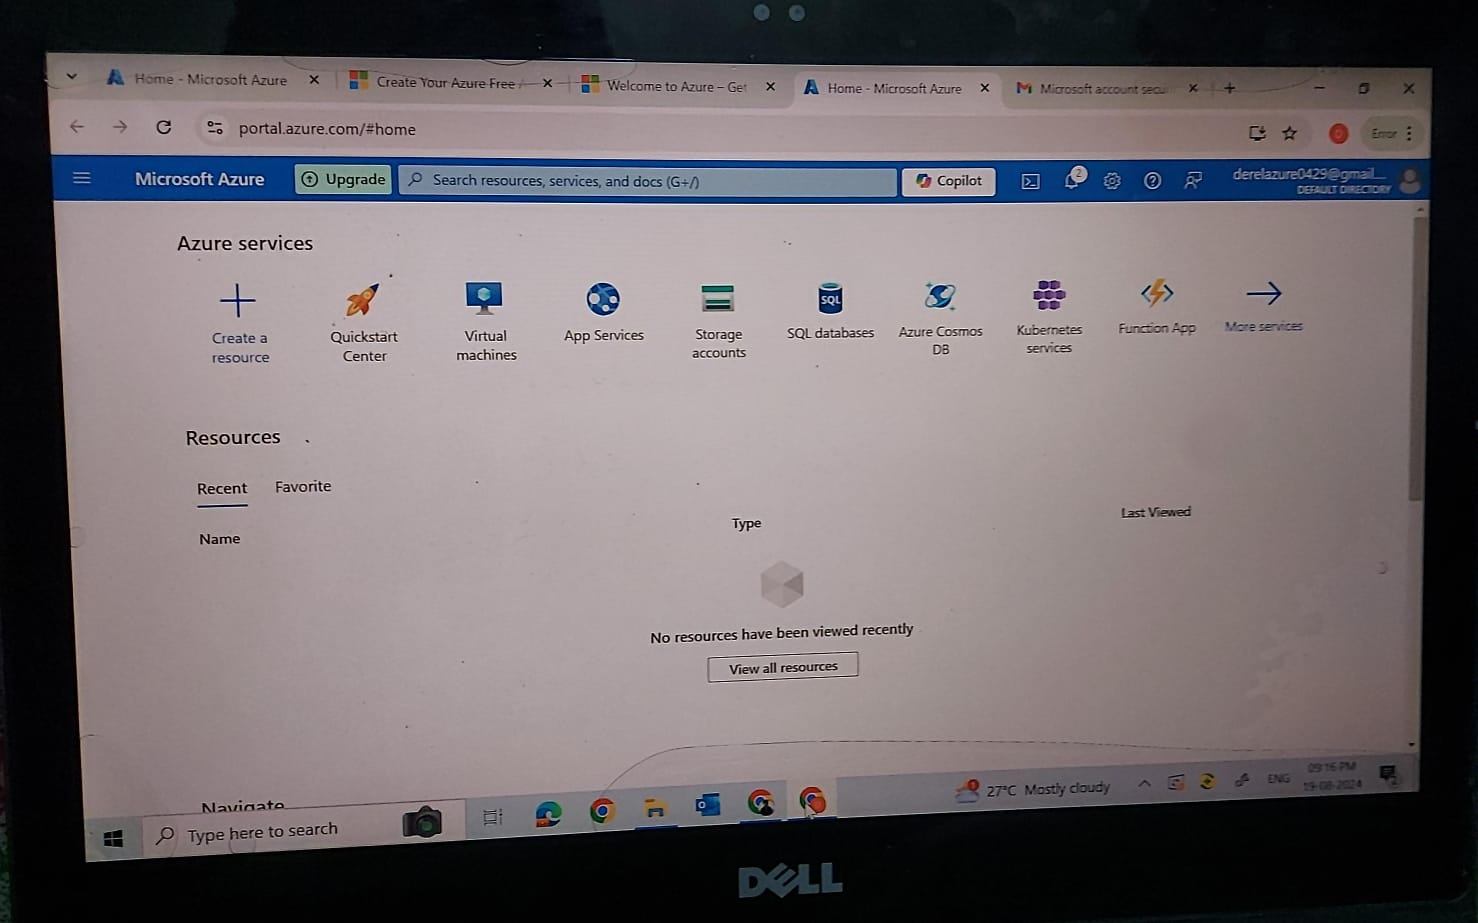 Home - Microsoft Azure
Create Your Azure Free
Welcome to Azure – Get
Home - Microsoft Azure
Microsoft account secu
portal.azure.com/#home
Error
Microsoft Azure
Upgrade
Search resources, services, and docs (G+/)
Copilot
2
derelazure0429@gmail....
DEFAULT DIRECTORY
Azure services
Create a
resource
Quickstart
Center
Virtual
machines
App Services
Storage
accounts
SQL
SQL databases
Azure Cosmos
DB
Kubernetes
services
Function App
More services
Resources
Recent
Favorite
Name
Type
Last Viewed
No resources have been viewed recently
View all resources
Navigate
Type here to search
27°C Mostly cloudy
ENG
09:16 PM
19-08-2024
DELL